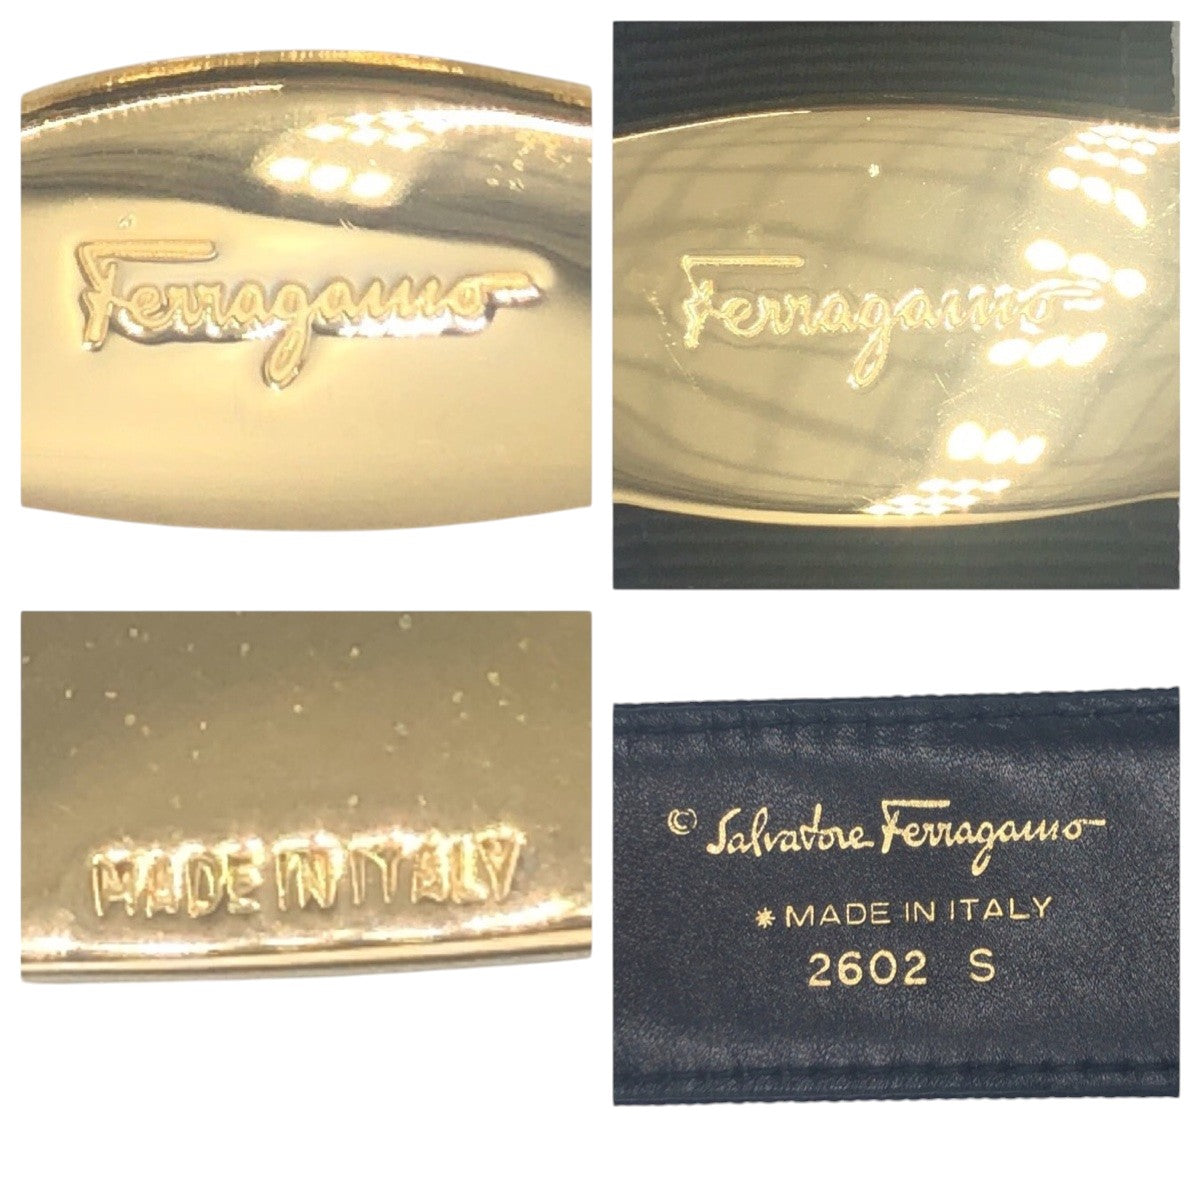 Ferragamo
Ferragamo
MADE IN ITALY
© Salvatore Ferragamo
*MADE IN ITALY
2602 S